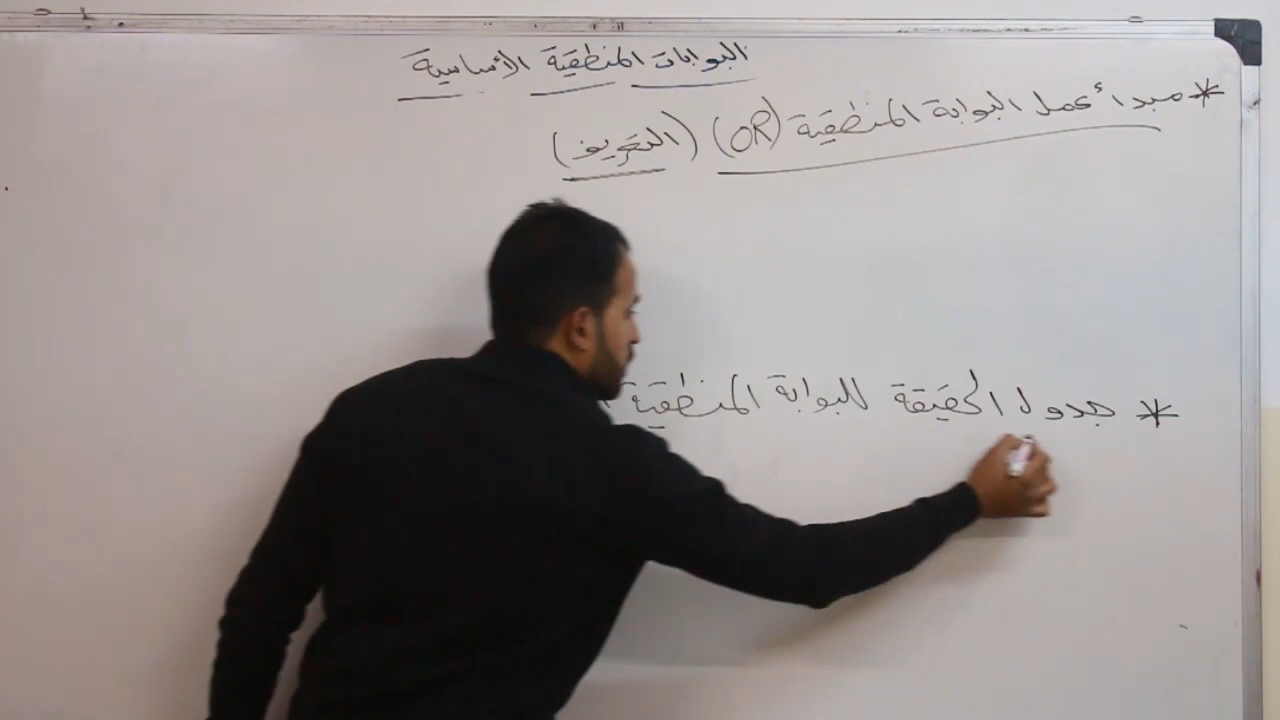 البوابات المنطقية الأساسية
* مبدأ عمل البوابة المنطقية (OR) (التعريف)
* جدول الحقيقة للبوابة المنطقية